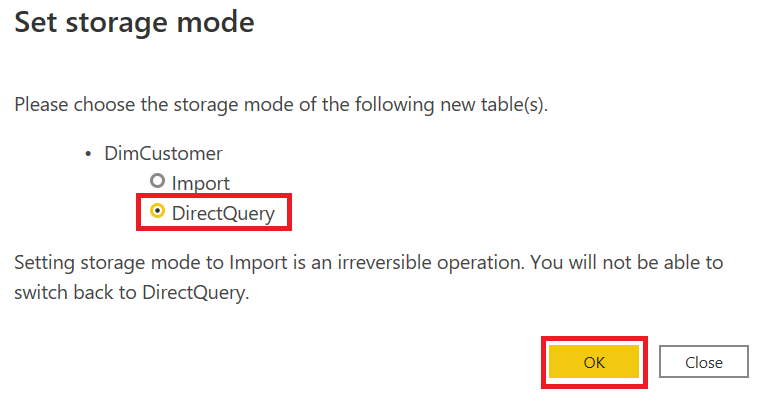 Set storage mode
Please choose the storage mode of the following new table(s).
• DimCustomer
Import
DirectQuery
Setting storage mode to Import is an irreversible operation. You will not be able to
switch back to DirectQuery.
OK
Close